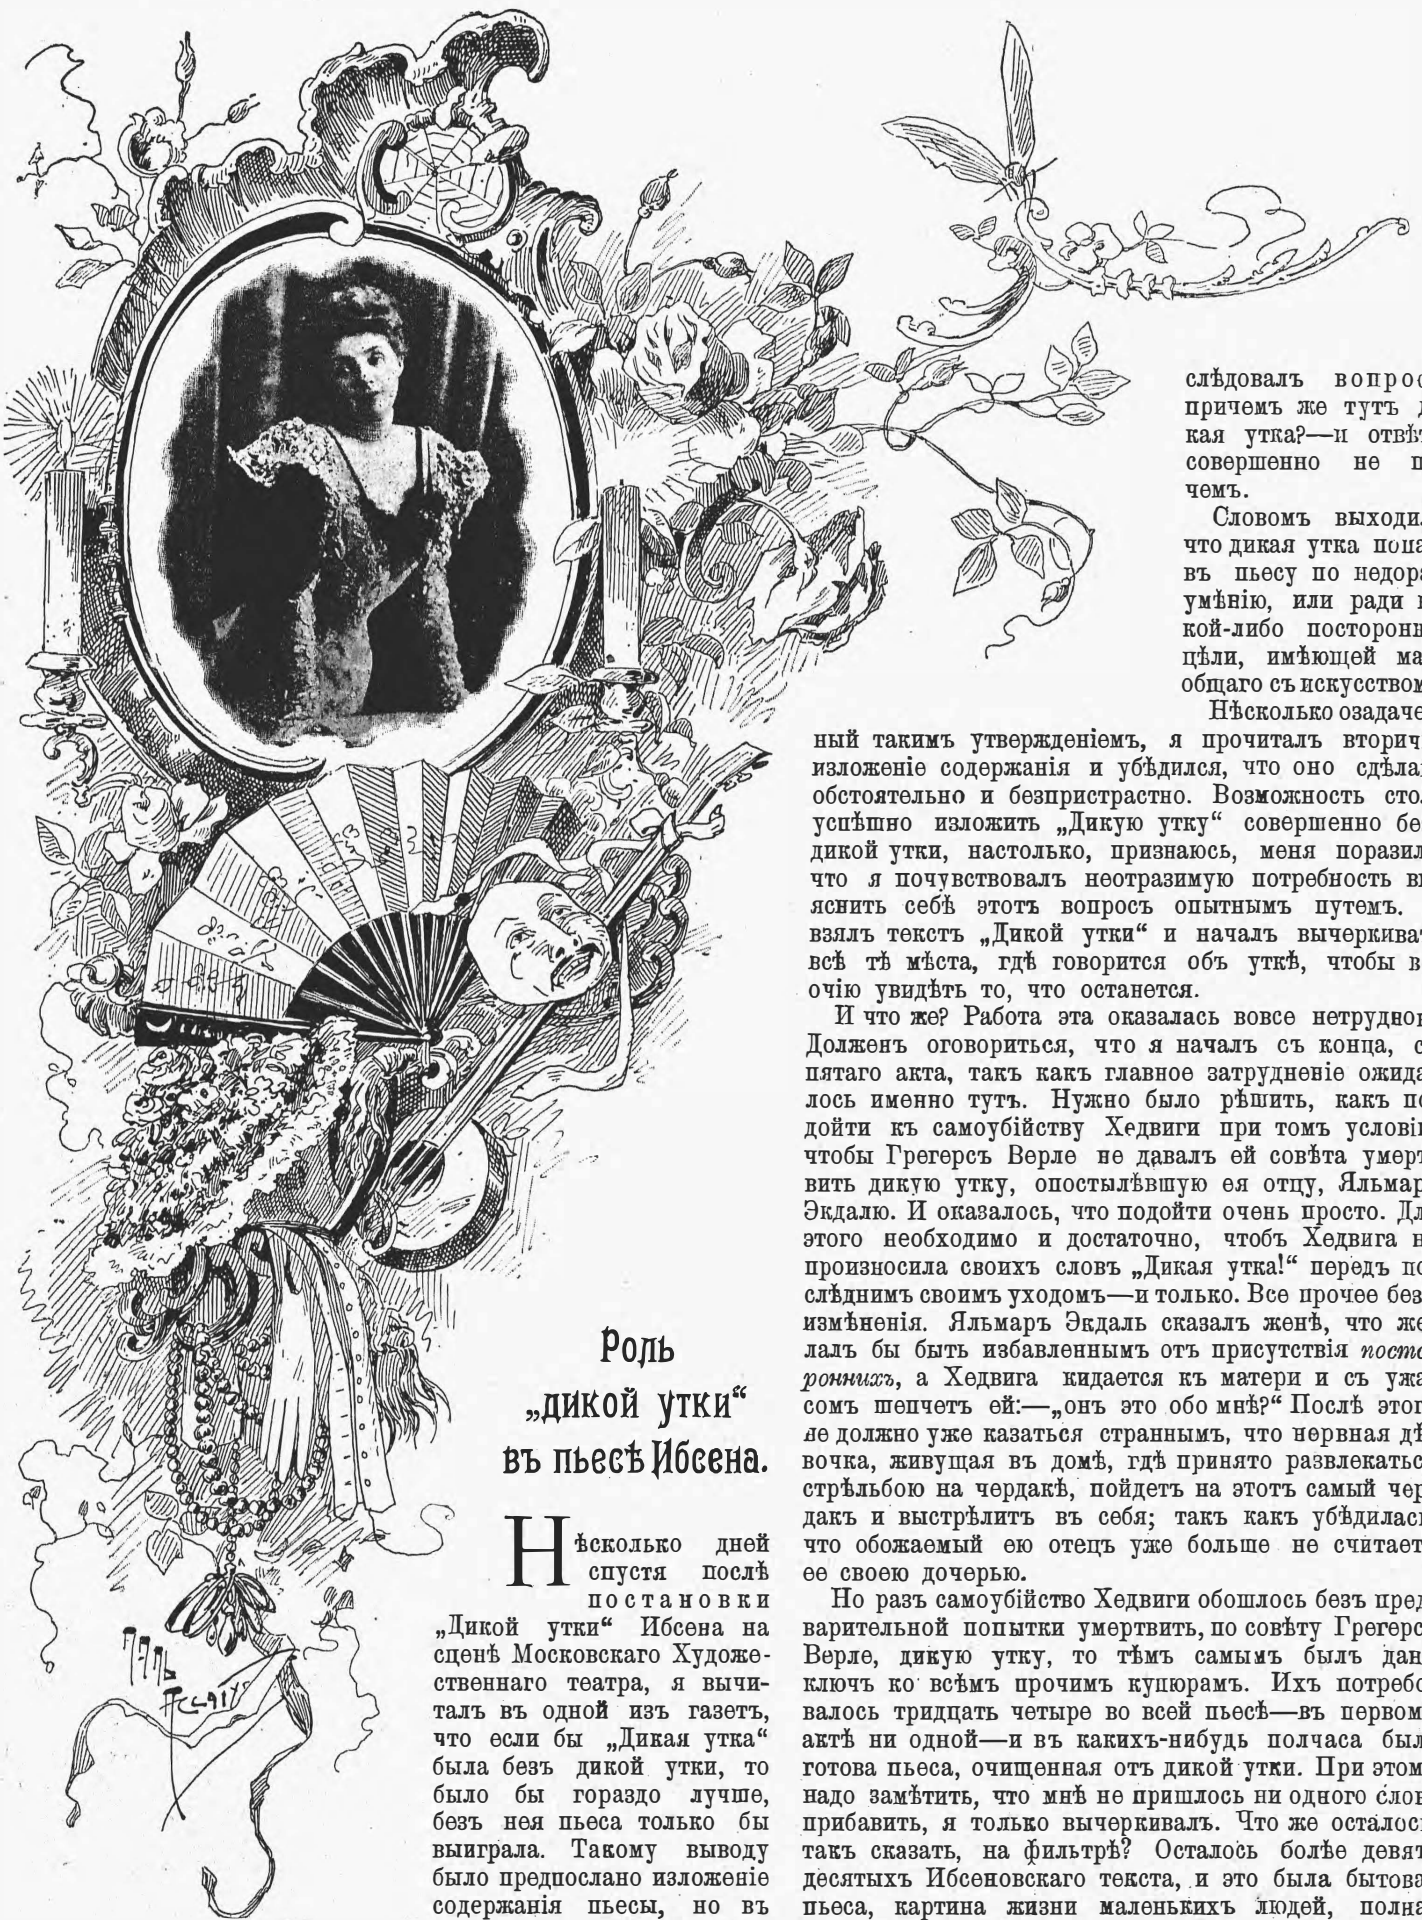 Роль
„дикой утки“
въ пьесѣ Ибсена.
Нѣсколько дней
спустя послѣ
постановки
„Дикой утки“ Ибсена на
сценѣ Московскаго Художе-
ственнаго театра, я вычи-
талъ въ одной изъ газетъ,
что если бы „Дикая утка“
была безъ дикой утки, то
было бы гораздо лучше,
безъ нея пьеса только бы
выиграла. Такому выводу
было предпослано изложеніе
содержанія пьесы, но въ
слѣдовалъ вопрос
причемъ же тутъ д
кая утка?—и отвѣт
совершенно не п
чемъ.
Словомъ выходил
что дикая утка попа
въ пьесу по недора
умѣнію, или ради к
кой-либо посторонн
цѣли, имѣющей ма
общаго съ искусством
Нѣсколько озадаче
ный такимъ утвержденіемъ, я прочиталъ вторич
изложеніе содержанія и убѣдился, что оно сдѣла
обстоятельно и безпристрастно. Возможность стол
успѣшно изложить „Дикую утку“ совершенно бе
дикой утки, настолько, признаюсь, меня поразил
что я почувствовалъ неотразимую потребность вы
яснить себѣ этотъ вопросъ опытнымъ путемъ.
взялъ текстъ „Дикой утки“ и началъ вычеркиват
всѣ тѣ мѣста, гдѣ говорится объ уткѣ, чтобы в
очію увидѣть то, что останется.
И что же? Работа эта оказалась вовсе нетрудною
Долженъ оговориться, что я началъ съ конца, с
пятаго акта, такъ какъ главное затрудненіе ожида
лось именно тутъ. Нужно было рѣшить, какъ по
дойти къ самоубійству Хедвиги при томъ условіи
чтобы Грегерсъ Верле не давалъ ей совѣта умерт
вить дикую утку, опостылѣвшую ея отцу, Яльмар
Экдалю. И оказалось, что подойти очень просто. Дл
этого необходимо и достаточно, чтобъ Хедвига н
произносила своихъ словъ „Дикая утка!“ передъ по
слѣднимъ своимъ уходомъ—и только. Все прочее без
измѣненія. Яльмаръ Экдаль сказалъ женѣ, что же
лалъ бы быть избавленнымъ отъ присутствія посто
роннихъ, а Хедвига кидается къ матери и съ ужа
сомъ шепчетъ ей:—„онъ это обо мнѣ?“ Послѣ этог
не должно уже казаться страннымъ, что нервная дѣ
вочка, живущая въ домѣ, гдѣ принято развлекатьс
стрѣльбою на чердакѣ, пойдетъ на этотъ самый чер
дакъ и выстрѣлитъ въ себя; такъ какъ убѣдилась
что обожаемый ею отецъ уже больше не считает
ее своею дочерью.
Но разъ самоубійство Хедвиги обошлось безъ пред
варительной попытки умертвить, по совѣту Грегерс
Верле, дикую утку, то тѣмъ самымъ былъ дан
ключъ ко всѣмъ прочимъ купюрамъ. Ихъ потребо
валось тридцать четыре во всей пьесѣ—въ первом
актѣ ни одной—и въ какихъ-нибудь полчаса был
готова пьеса, очищенная отъ дикой утки. При этом
надо замѣтить, что мнѣ не пришлось ни одного слов
прибавить, я только вычеркивалъ. Что же осталос
такъ сказать, на фильтрѣ? Осталось болѣе девят
десятыхъ Ибсеновскаго текста, и это была бытова
пьеса, картина жизни маленькихъ людей, полна